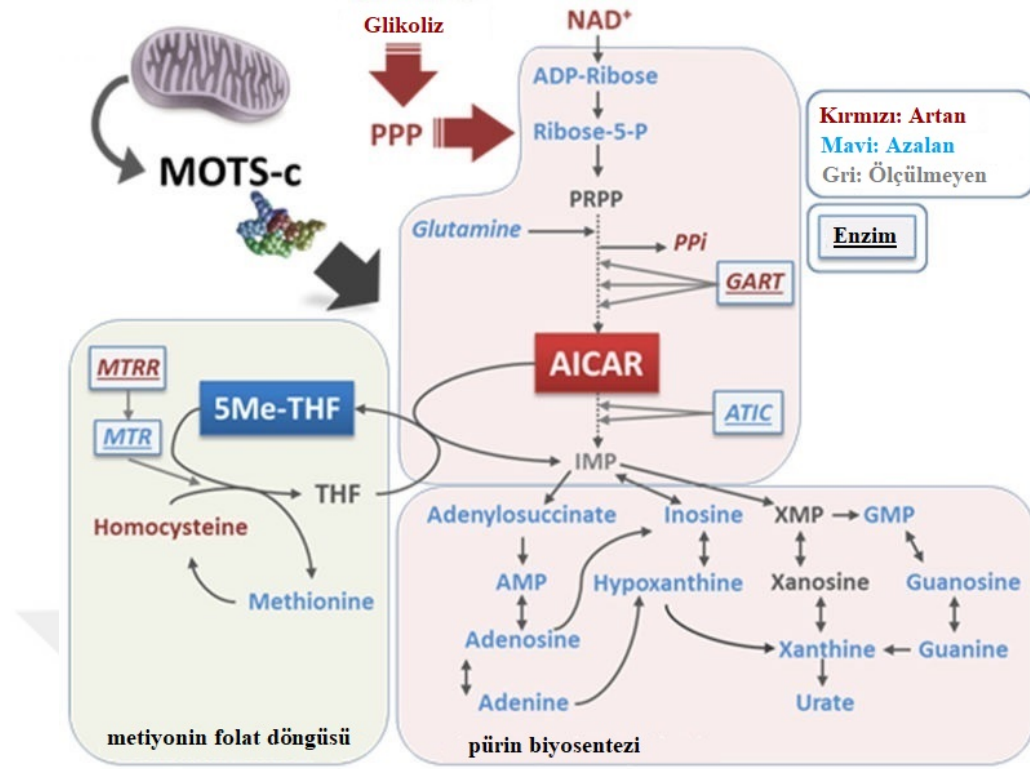 Glikoliz
NAD⁺
ADP-Ribose
PPP
Ribose-5-P
Kırmızı: Artan
Mavi: Azalan
Gri: Ölçülmeyen
MOTS-c
PRPP
Glutamine
PPi
Enzim
GART
AICAR
MTRR
5Me-THF
MTR
ATIC
IMP
THF
Homocysteine
Methionine
Adenylosuccinate
Inosine
XMP
GMP
AMP
Hypoxanthine
Xanosine
Guanosine
Adenosine
Xanthine
Guanine
Adenine
Urate
metiyonin folat döngüsü
pürin biyosentezi